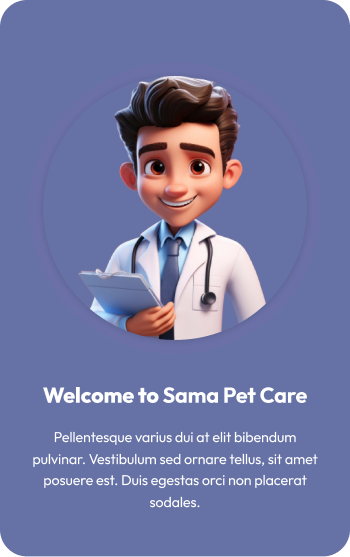 Welcome to Sama Pet Care
Pellentesque varius dui at elit bibendum
pulvinar. Vestibulum sed ornare tellus, sit amet
posuere est. Duis egestas orci non placerat
sodales.